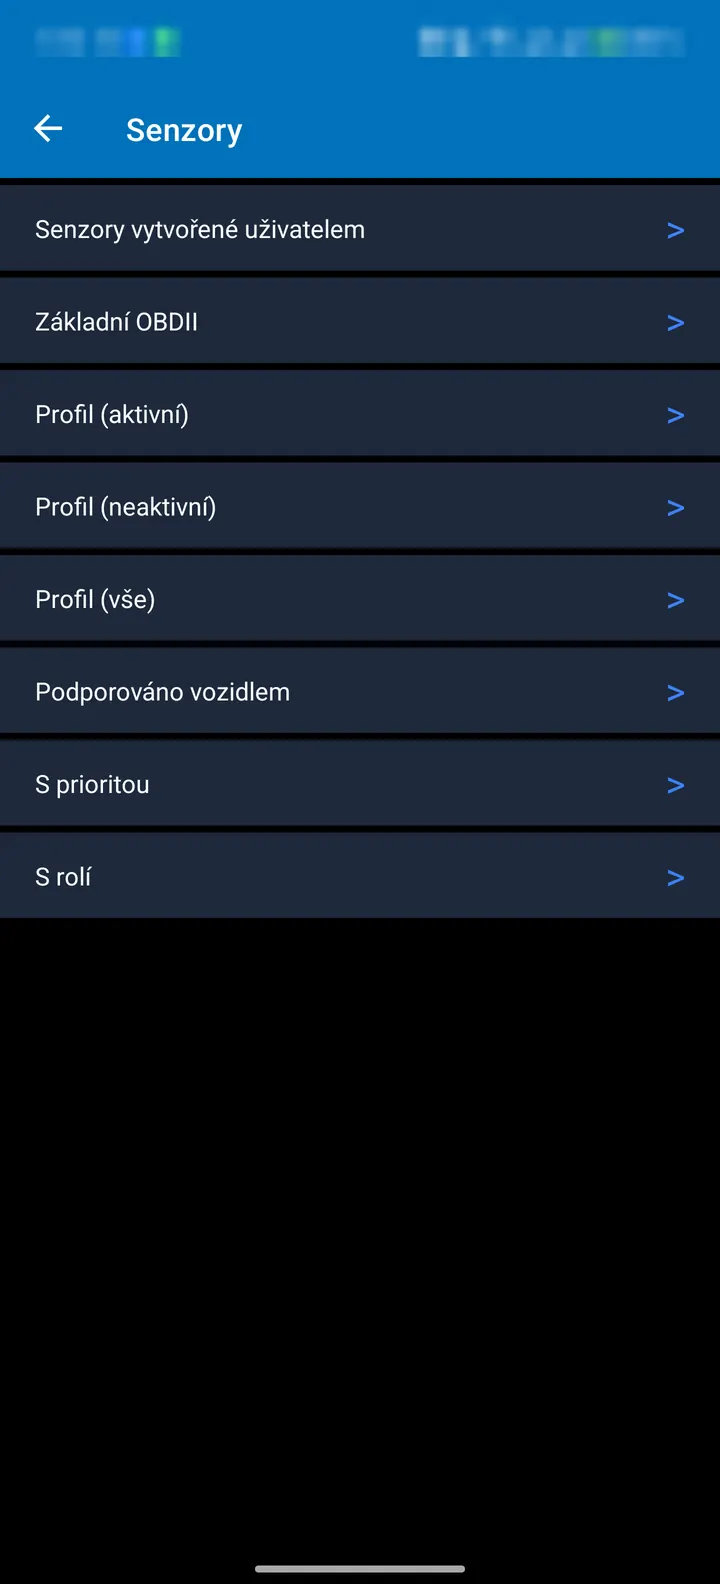 Senzory
Senzory vytvořené uživatelem
Základní OBDII
Profil (aktivní)
Profil (neaktivní)
Profil (vše)
Podporováno vozidlem
S prioritou
S rolí